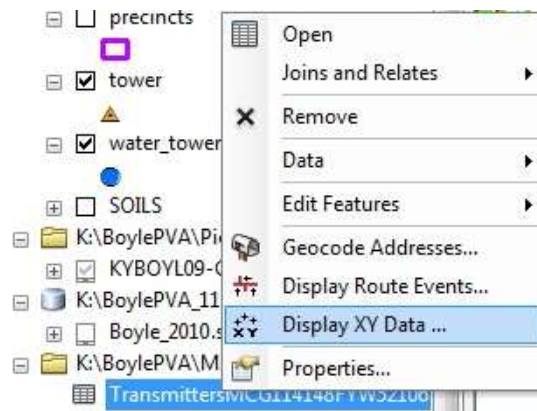 precincts
tower
water_tower
SOILS
K:\BoylePVA\Pi
KYBOYL09-
K:\BoylePVA_11
Boyle_2010.s
K:\BoylePVA\M
TransmittersMCG114148FYW52106
Open
Joins and Relates
Remove
Data
Edit Features
Geocode Addresses...
Display Route Events...
Display XY Data ...
Properties...